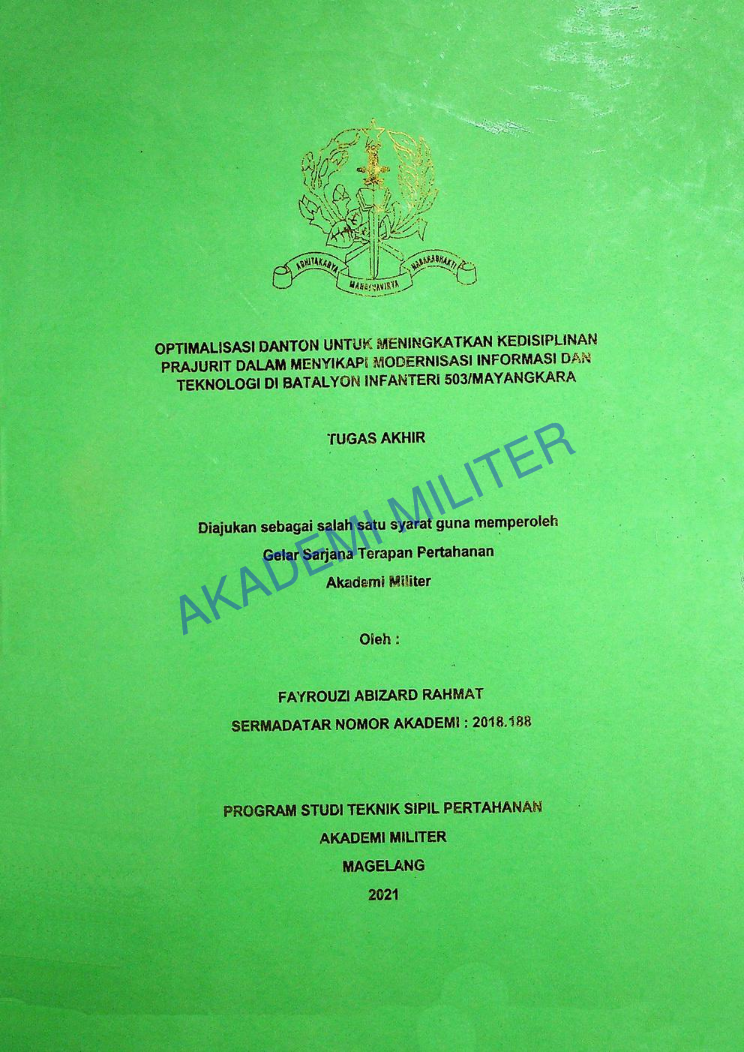 ADHITAKARYA
MAHATVAVIRYA
NAGARABHAKTI
OPTIMALISASI DANTON UNTUK MENINGKATKAN KEDISIPLINAN
PRAJURIT DALAM MENYIKAPI MODERNISASI INFORMASI DAN
TEKNOLOGI DI BATALYON INFANTERI 503/MAYANGKARA
TUGAS AKHIR
AKADEMI MILITER
Diajukan sebagai salah satu syarat guna memperoleh
Gelar Sarjana Terapan Pertahanan
Akademi Militer
Oleh :
FAYROUZI ABIZARD RAHMAT
SERMADATAR NOMOR AKADEMI : 2018.188
PROGRAM STUDI TEKNIK SIPIL PERTAHANAN
AKADEMI MILITER
MAGELANG
2021